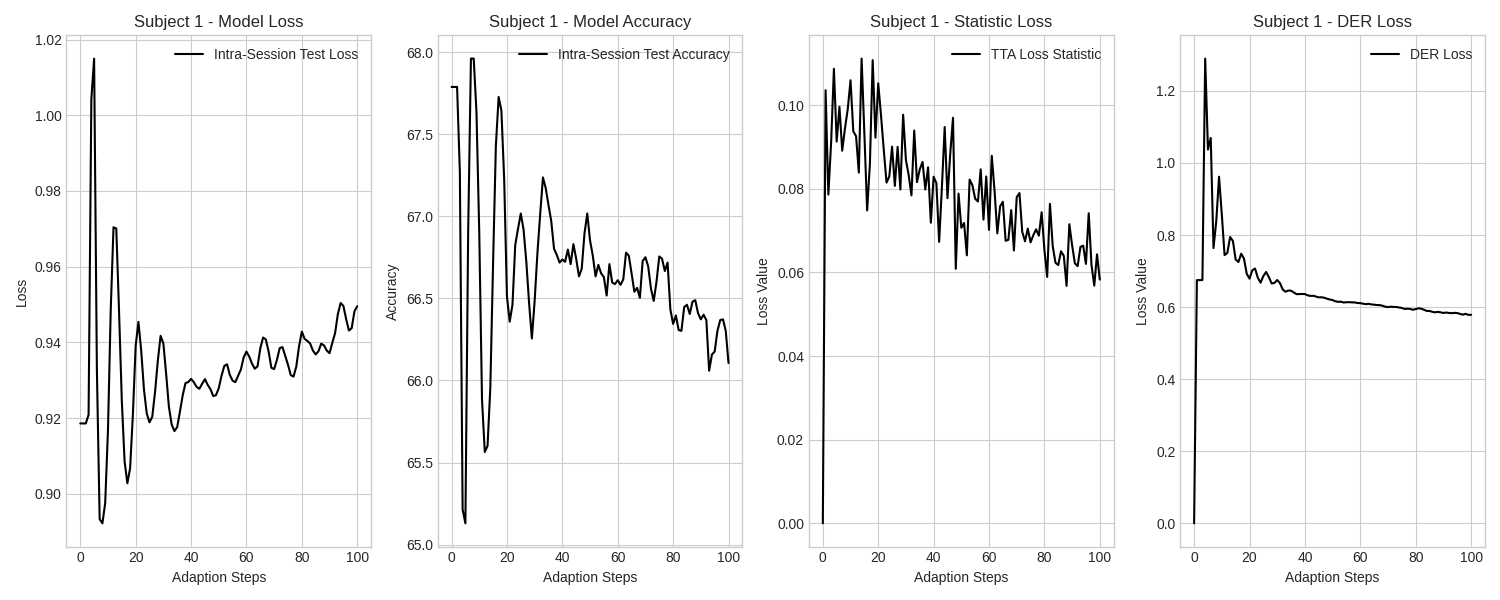 Subject 1 - Model Loss
Intra-Session Test Loss
1.02
1.00
0.98
0.96
0.94
0.92
0.90
Loss
0 20 40 60 80 100
Adaption Steps
Subject 1 - Model Accuracy
Intra-Session Test Accuracy
68.0
67.5
67.0
66.5
66.0
65.5
65.0
Accuracy
0 20 40 60 80 100
Adaption Steps
Subject 1 - Statistic Loss
TTA Loss Statistic
0.10
0.08
0.06
0.04
0.02
0.00
Loss Value
0 20 40 60 80 100
Adaption Steps
Subject 1 - DER Loss
DER Loss
1.2
1.0
0.8
0.6
0.4
0.2
0.0
Loss Value
0 20 40 60 80 100
Adaption Steps